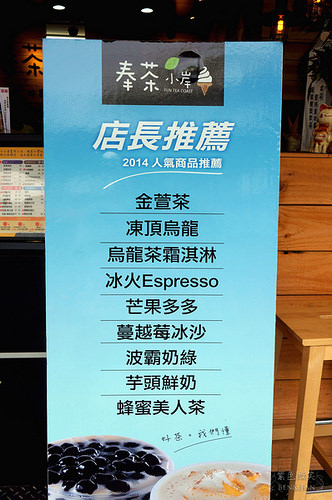 奉茶 小岸
FUN TEA COAST
店長推薦
2014 人氣商品推薦
金萱茶
凍頂烏龍
烏龍茶霜淇淋
冰火Espresso
芒果多多
蔓越莓冰沙
波霸奶綠
芋頭鮮奶
蜂蜜美人茶
好茶。我們懂